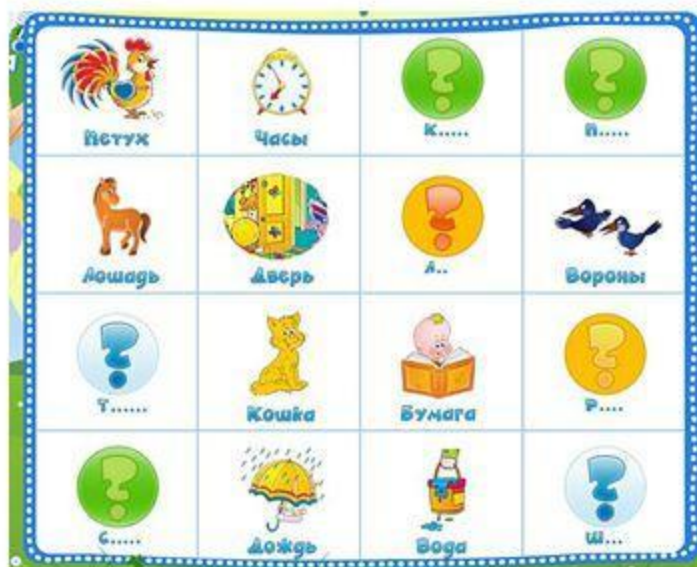 Петух
Часы
К.....
П.....
Лошадь
Дверь
Л..
Вороны
Т......
Кошка
Бумага
Р....
С.....
Дождь
Вода
Ш...